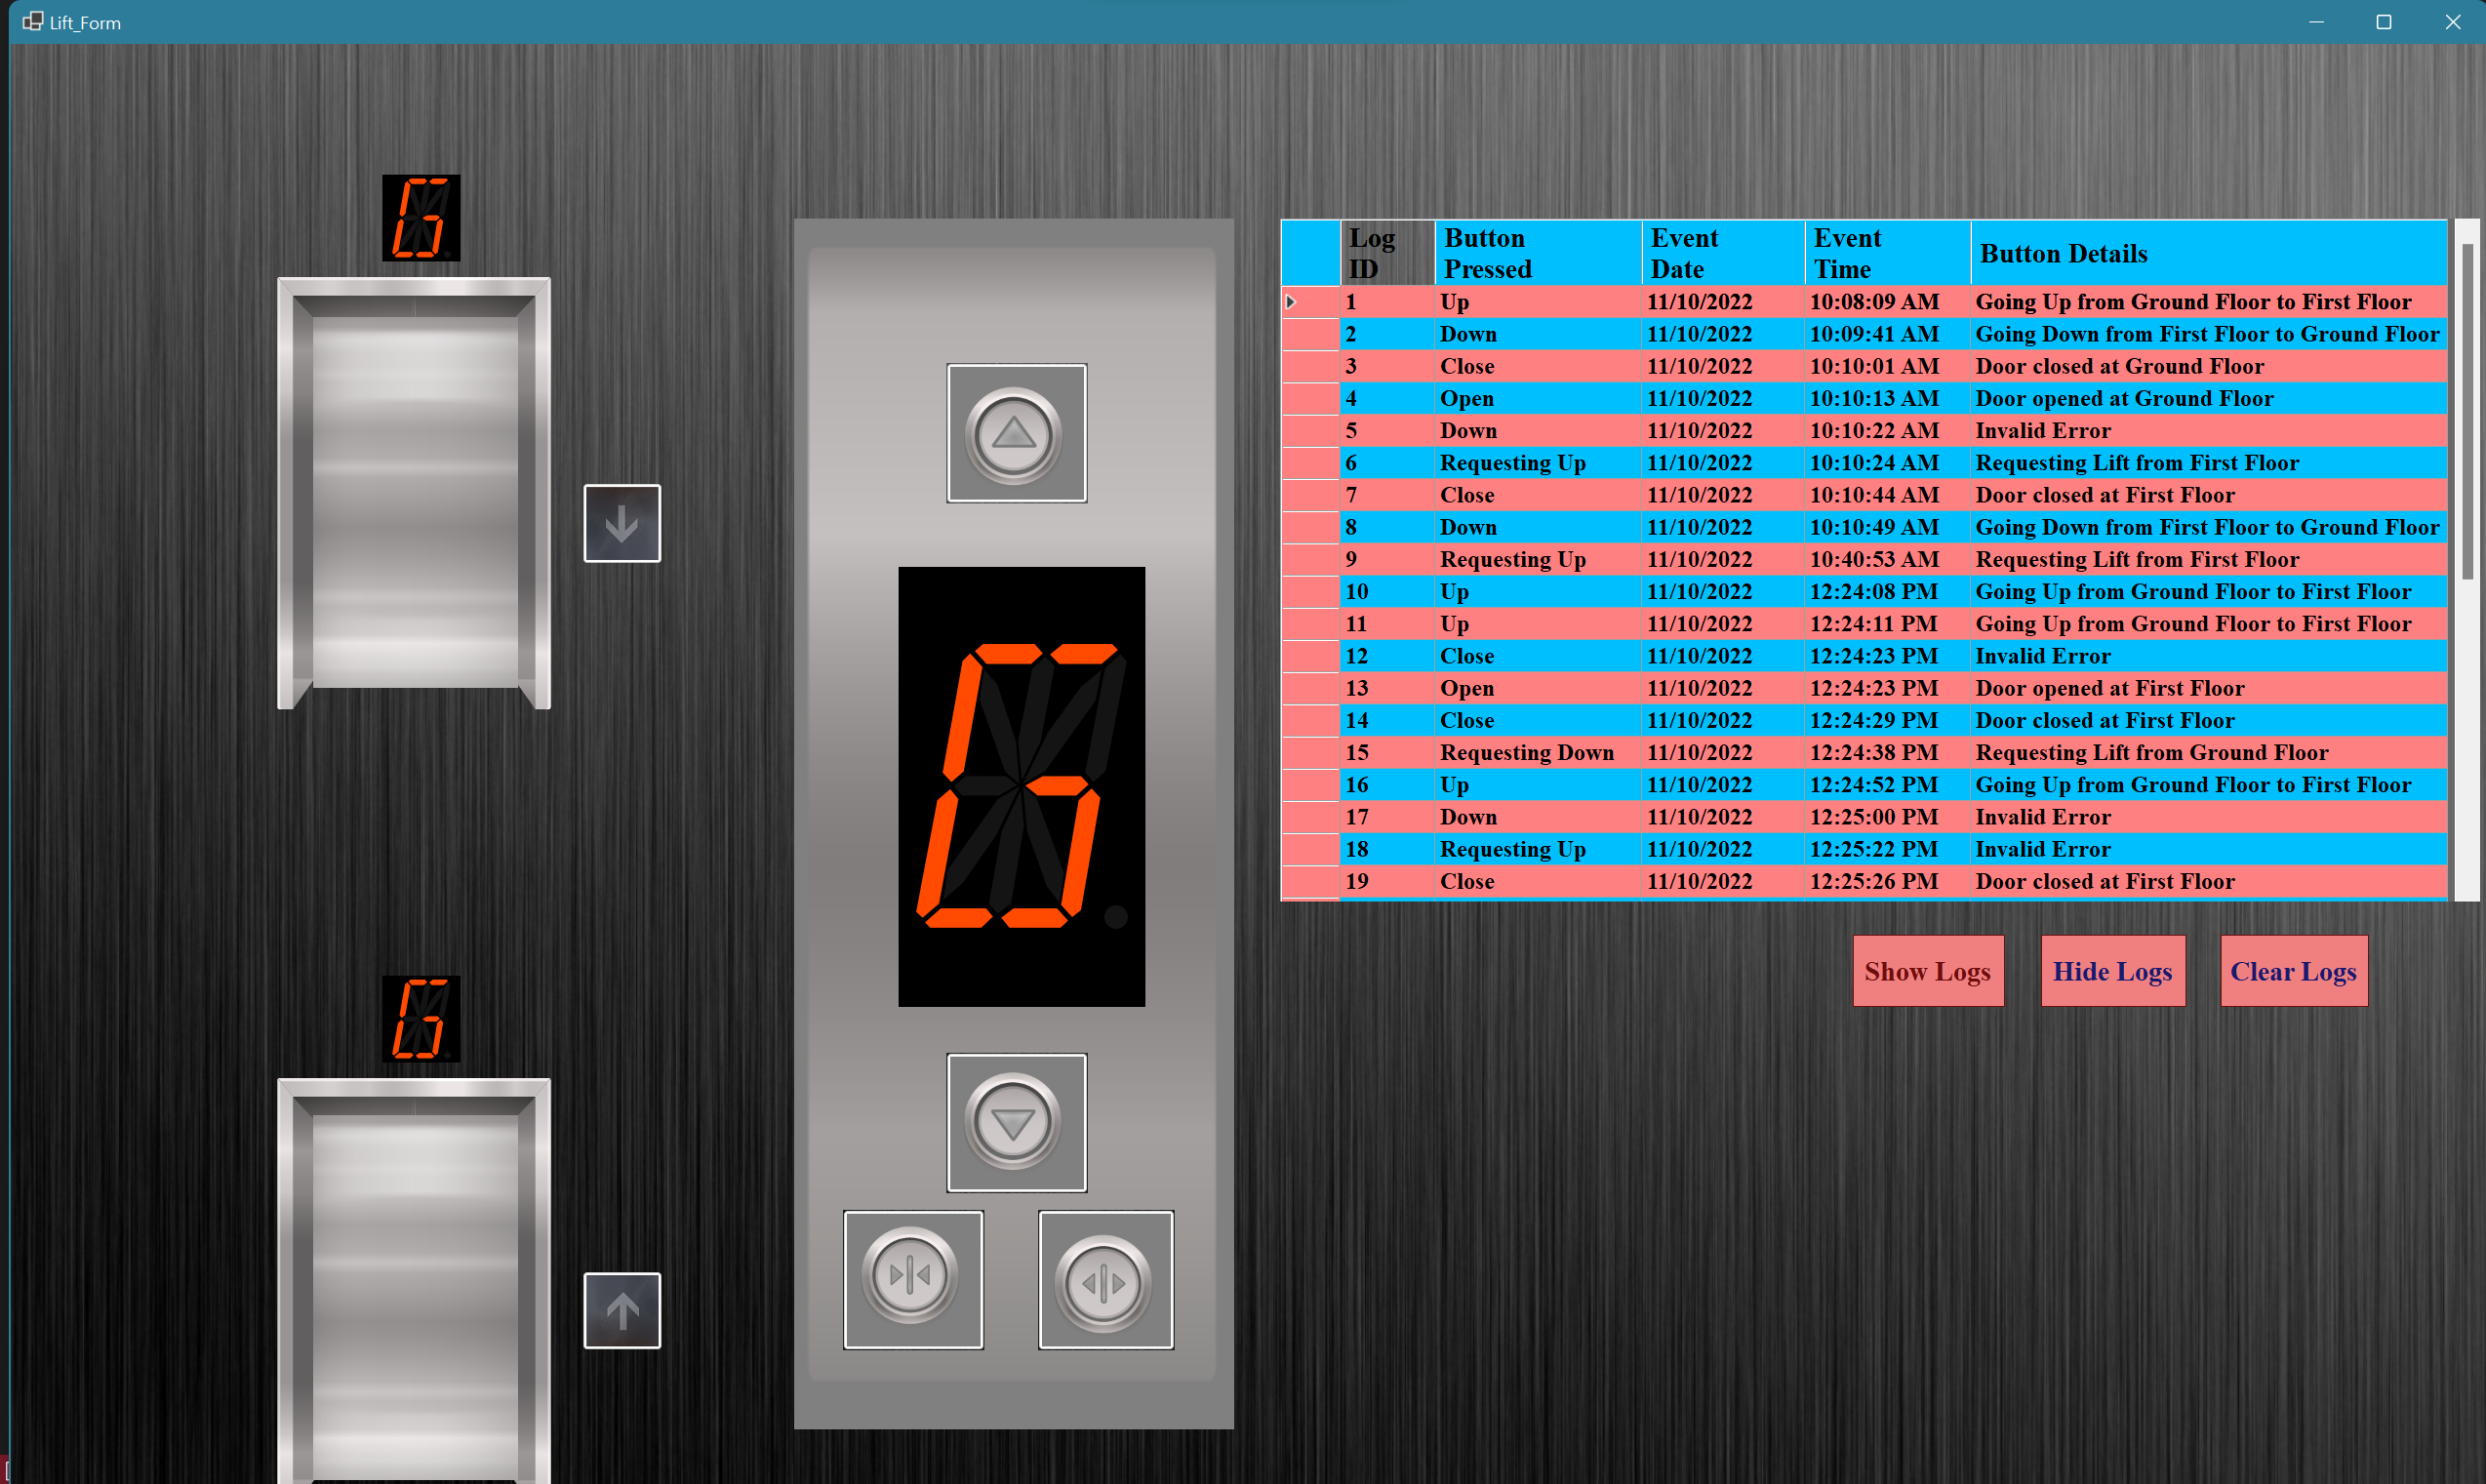 Lift_Form
G
Log ID | Button Pressed | Event Date | Event Time | Button Details
1 | Up | 11/10/2022 | 10:08:09 AM | Going Up from Ground Floor to First Floor
2 | Down | 11/10/2022 | 10:09:41 AM | Going Down from First Floor to Ground Floor
3 | Close | 11/10/2022 | 10:10:01 AM | Door closed at Ground Floor
4 | Open | 11/10/2022 | 10:10:13 AM | Door opened at Ground Floor
5 | Down | 11/10/2022 | 10:10:22 AM | Invalid Error
6 | Requesting Up | 11/10/2022 | 10:10:24 AM | Requesting Lift from First Floor
7 | Close | 11/10/2022 | 10:10:44 AM | Door closed at First Floor
8 | Down | 11/10/2022 | 10:10:49 AM | Going Down from First Floor to Ground Floor
9 | Requesting Up | 11/10/2022 | 10:40:53 AM | Requesting Lift from First Floor
10 | Up | 11/10/2022 | 12:24:08 PM | Going Up from Ground Floor to First Floor
11 | Up | 11/10/2022 | 12:24:11 PM | Going Up from Ground Floor to First Floor
12 | Close | 11/10/2022 | 12:24:23 PM | Invalid Error
13 | Open | 11/10/2022 | 12:24:23 PM | Door opened at First Floor
14 | Close | 11/10/2022 | 12:24:29 PM | Door closed at First Floor
15 | Requesting Down | 11/10/2022 | 12:24:38 PM | Requesting Lift from Ground Floor
16 | Up | 11/10/2022 | 12:24:52 PM | Going Up from Ground Floor to First Floor
17 | Down | 11/10/2022 | 12:25:00 PM | Invalid Error
18 | Requesting Up | 11/10/2022 | 12:25:22 PM | Invalid Error
19 | Close | 11/10/2022 | 12:25:26 PM | Door closed at First Floor
G
Show Logs
Hide Logs
Clear Logs
G